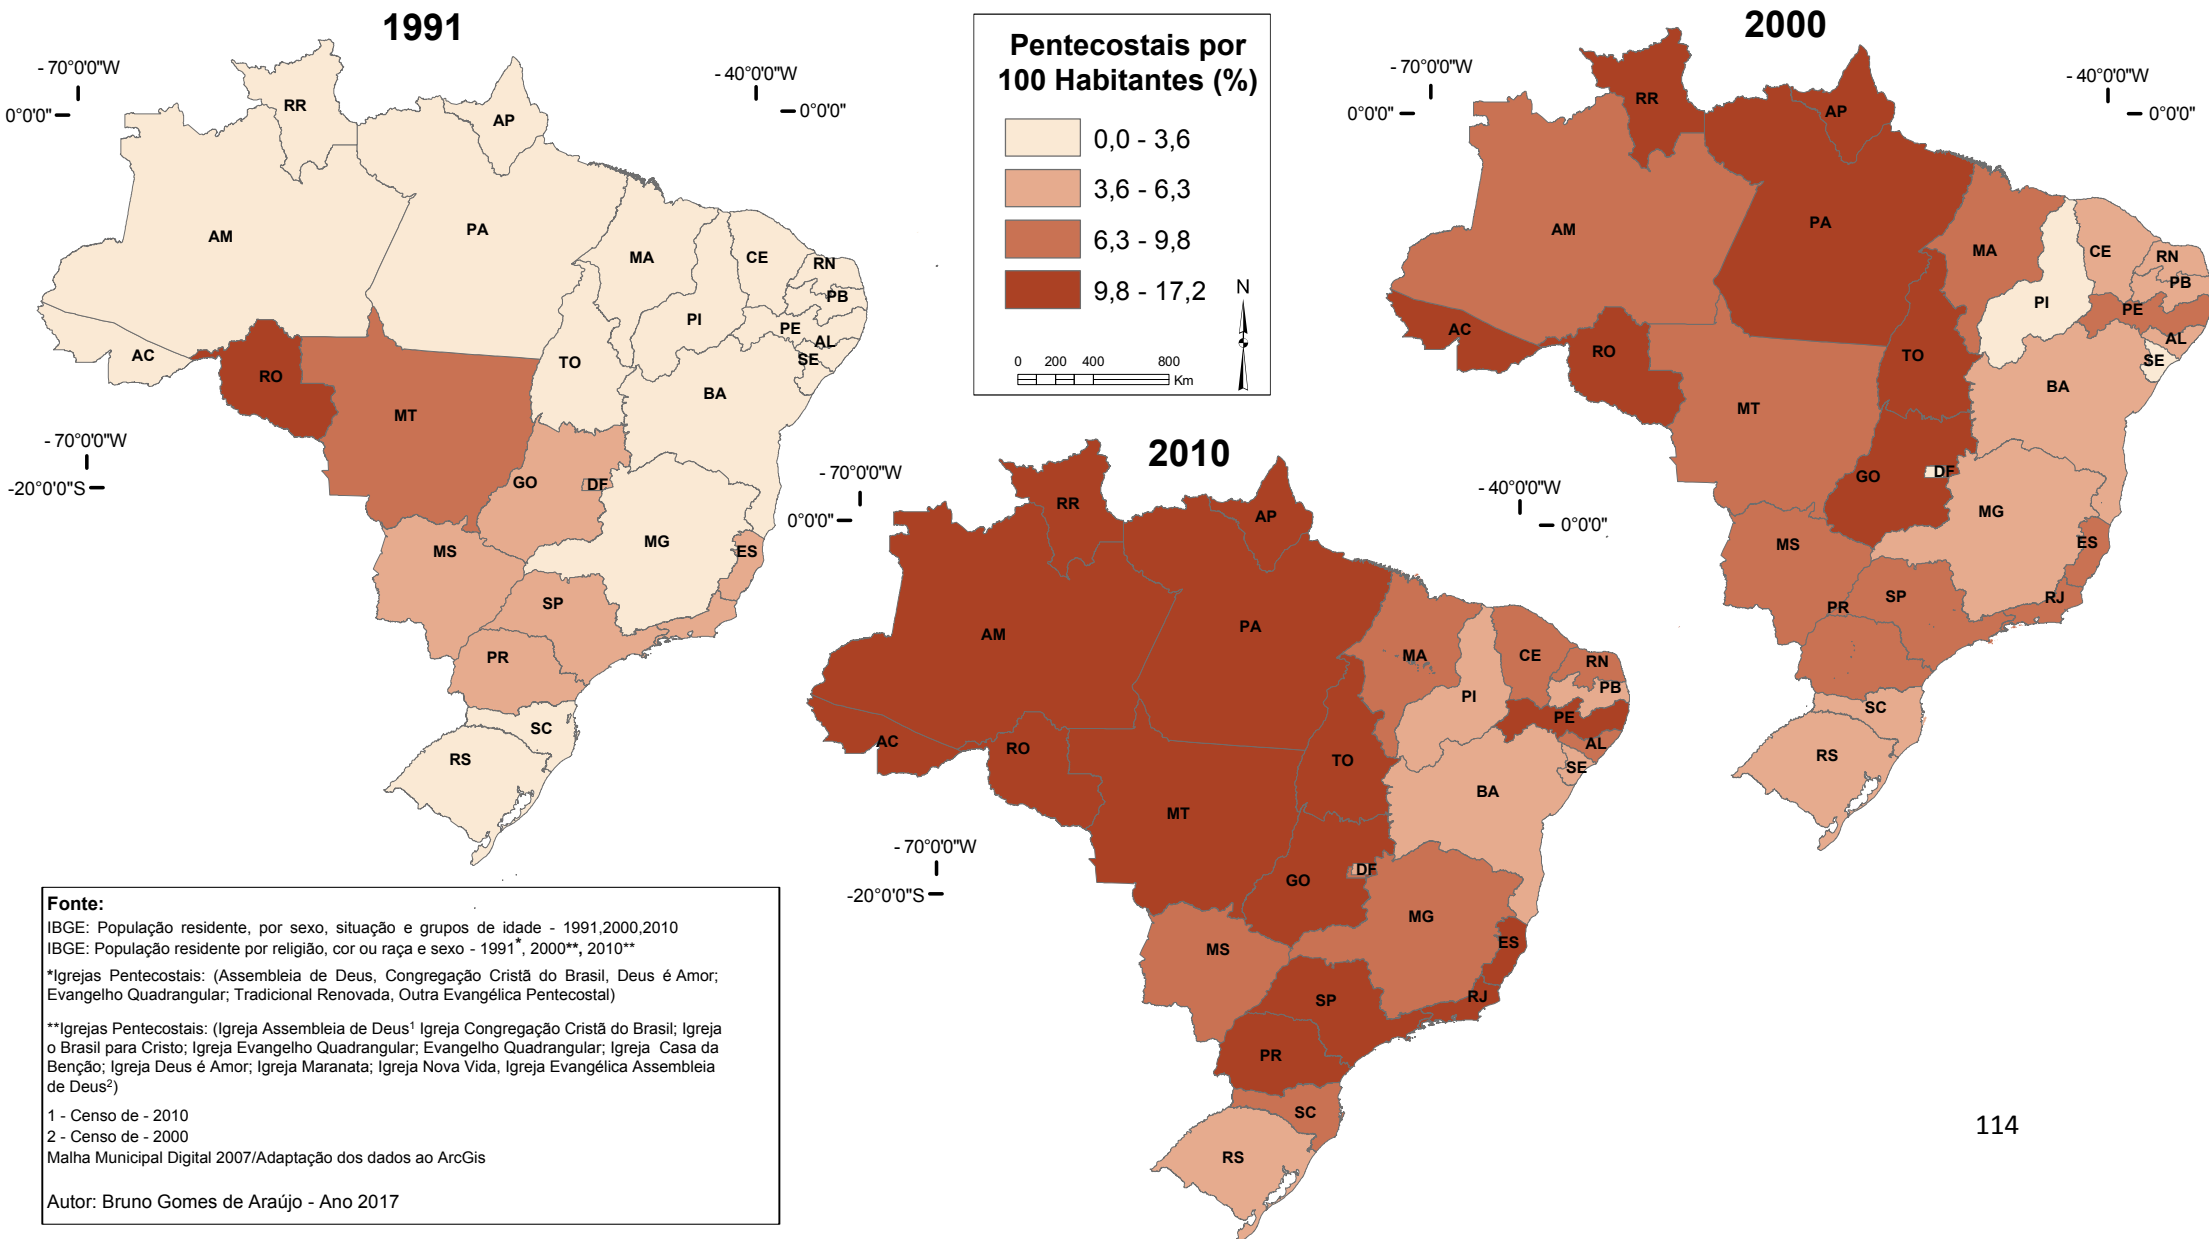 1991
- 70°0'0"W
0°0'0"
- 40°0'0"W
0°0'0"
RR
AP
AM
PA
MA
CE
RN
PB
PI
PE
AL
SE
AC
TO
RO
BA
MT
- 70°0'0"W
-20°0'0"S
GO
DF
MG
ES
MS
SP
PR
SC
RS
Pentecostais por
100 Habitantes (%)
0,0 - 3,6
3,6 - 6,3
6,3 - 9,8
9,8 - 17,2
N
0 200 400 800
Km
2000
- 70°0'0"W
0°0'0"
- 40°0'0"W
0°0'0"
RR
AP
PA
AM
MA
CE
RN
PB
PI
PE
AC
AL
RO
TO
SE
BA
MT
GO
DF
MG
ES
MS
SP
RJ
PR
SC
RS
2010
- 70°0'0"W
0°0'0"
- 40°0'0"W
0°0'0"
RR
AP
AM
PA
MA
CE
RN
PB
PI
PE
AC
RO
AL
TO
SE
BA
MT
- 70°0'0"W
-20°0'0"S
GO
DF
MG
ES
MS
SP
RJ
PR
SC
RS
Fonte:
IBGE: População residente, por sexo, situação e grupos de idade - 1991,2000,2010
IBGE: População residente por religião, cor ou raça e sexo - 1991*, 2000**, 2010**
*Igrejas Pentecostais: (Assembleia de Deus, Congregação Cristã do Brasil, Deus é Amor;
Evangelho Quadrangular; Tradicional Renovada, Outra Evangélica Pentecostal)
**Igrejas Pentecostais: (Igreja Assembleia de Deus¹ Igreja Congregação Cristã do Brasil; Igreja
o Brasil para Cristo; Igreja Evangelho Quadrangular; Evangelho Quadrangular; Igreja Casa da
Benção; Igreja Deus é Amor; Igreja Maranata; Igreja Nova Vida, Igreja Evangélica Assembleia
de Deus²)
1 - Censo de - 2010
2 - Censo de - 2000
Malha Municipal Digital 2007/Adaptação dos dados ao ArcGis
Autor: Bruno Gomes de Araújo - Ano 2017
114